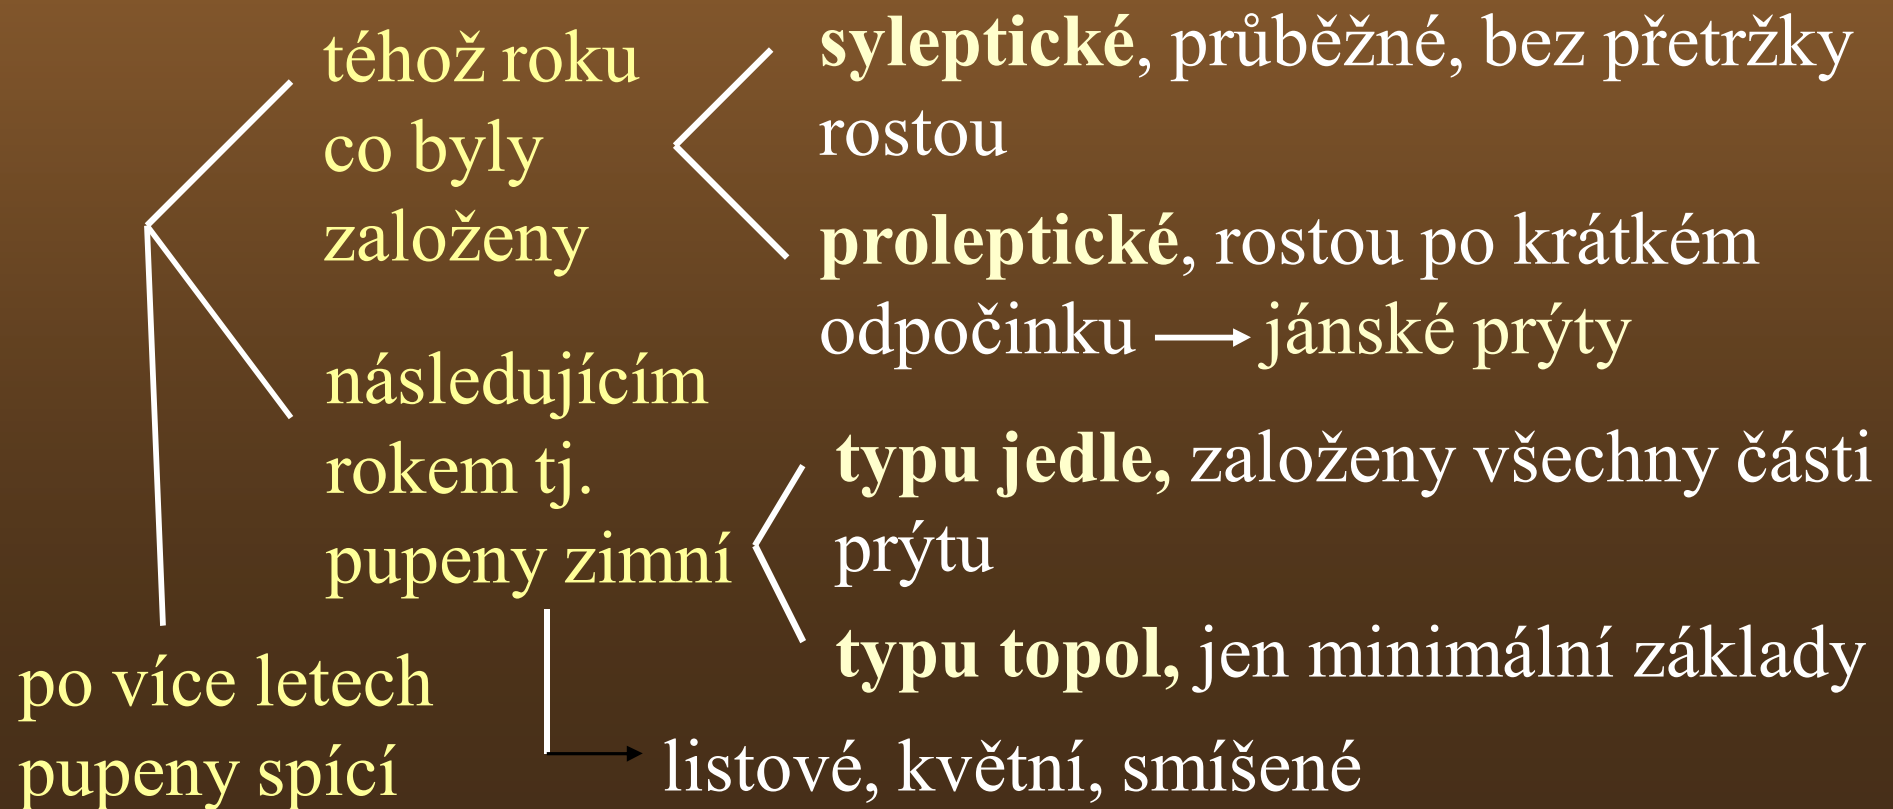 téhož roku
co byly
založeny
syleptické, průběžné, bez přetržky
rostou
proleptické, rostou po krátkém
odpočinku jánské prýty
následujícím
rokem tj.
pupeny zimní
typu jedle, založeny všechny části
prýtu
typu topol, jen minimální základy
listové, květní, smíšené
po více letech
pupeny spící